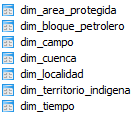 dim_area_protegida
dim_bloque_petrolero
dim_campo
dim_cuenca
dim_localidad
dim_territorio_indigena
dim_tiempo